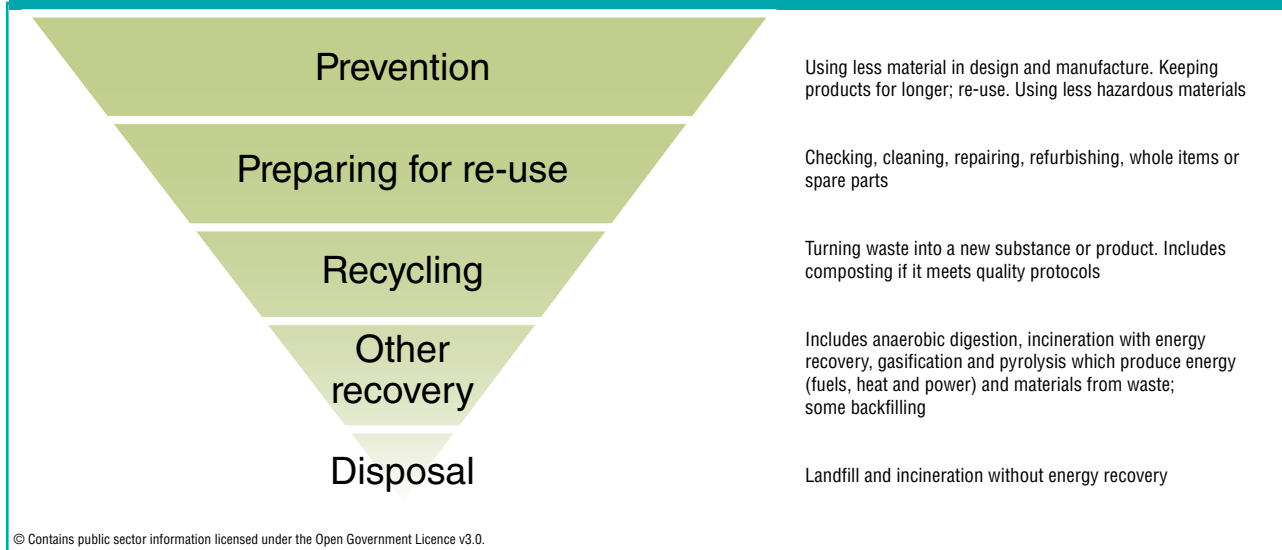 Prevention
Using less material in design and manufacture. Keeping
products for longer; re-use. Using less hazardous materials
Preparing for re-use
Checking, cleaning, repairing, refurbishing, whole items or
spare parts
Recycling
Turning waste into a new substance or product. Includes
composting if it meets quality protocols
Other
recovery
Includes anaerobic digestion, incineration with energy
recovery, gasification and pyrolysis which produce energy
(fuels, heat and power) and materials from waste;
some backfilling
Disposal
Landfill and incineration without energy recovery
© Contains public sector information licensed under the Open Government Licence v3.0.